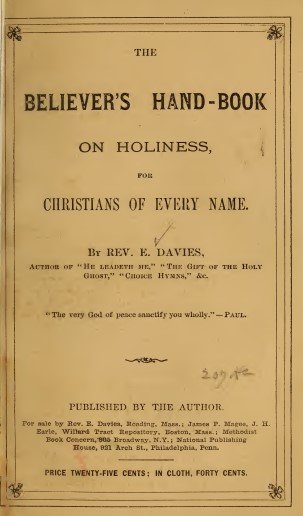 THE
BELIEVER'S HAND-BOOK
ON HOLINESS,
FOR
CHRISTIANS OF EVERY NAME.
BY REV. E. DAVIES,
AUTHOR OF "HE LEADETH ME," "THE GIFT OF THE HOLY
GHOST," "CHOICE HYMNS," &c.
"The very God of peace sanctify you wholly."—PAUL.
PUBLISHED BY THE AUTHOR.
For sale by Rev. E. Davies, Reading, Mass.; James P. Magee, J. H.
Earle, Willard Tract Repository, Boston, Mass.; Methodist
Book Concern, 805 Broadway, N.Y.; National Publishing
House, 921 Arch St., Philadelphia, Penn.
PRICE TWENTY-FIVE CENTS; IN CLOTH, FORTY CENTS.